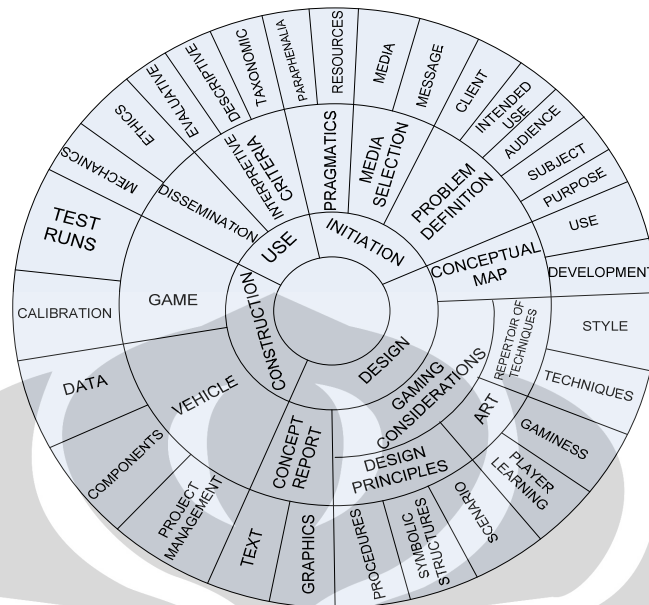 INITIATION
DESIGN
CONSTRUCTION
USE
PRAGMATICS
MEDIA
SELECTION
PROBLEM
DEFINITION
CONCEPTUAL
MAP
GAMING
CONSIDERATIONS
REPERTOIR OF
TECHNIQUES
ART
DESIGN
PRINCIPLES
CONCEPT
REPORT
VEHICLE
GAME
DISSEMINATION
INTERPRETIVE
CRITERIA
PARAPHENALIA
RESOURCES
MEDIA
MESSAGE
CLIENT
INTENDED
USE
AUDIENCE
SUBJECT
PURPOSE
USE
DEVELOPMENT
STYLE
TECHNIQUES
GAMINESS
PLAYER
LEARNING
SCENARIO
SYMBOLIC
STRUCTURES
PROCEDURES
GRAPHICS
TEXT
PROJECT
MANAGEMENT
COMPONENTS
DATA
CALIBRATION
TEST
RUNS
MECHANICS
ETHICS
EVALUATIVE
DESCRIPTIVE
TAXONOMIC